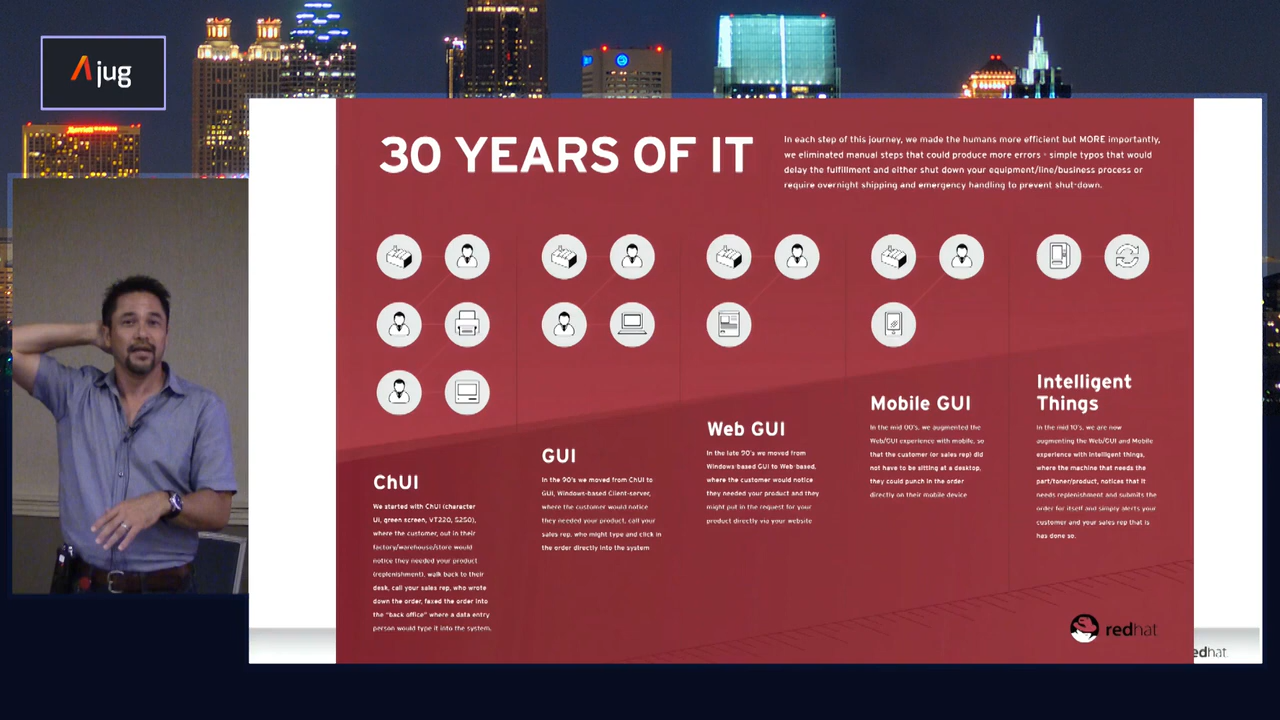 jug
Marriott
30 YEARS OF IT
In each step of this journey, we made the humans more efficient but MORE importantly,
we eliminated manual steps that could produce more errors - simple typos that would
delay the fulfillment and either shut down your equipment/line/business process or
require overnight shipping and emergency handling to prevent shut-down.
ChUI
We started with ChUI (character
UI, green screen, VT220, 5250),
where the customer, out in their
factory/warehouse/store would
notice they needed your product
(replenishment), walk back to their
desk, call your sales rep, who wrote
down the order, faxed the order into
the "back office" where a data entry
person would type it into the system.
GUI
In the 90's we moved from ChUI to
GUI, Windows-based Client-server,
where the customer would notice
they needed your product, call your
sales rep, who might type and click in
the order directly into the system
Web GUI
In the late 90's we moved from
Windows-based GUI to Web-based,
where the customer would notice
they needed your product and they
might put in the request for your
product directly via your website
Mobile GUI
In the mid 00's, we augmented the
Web/GUI experience with mobile, so
that the customer (or sales rep) did
not have to be sitting at a desktop,
they could punch in the order
directly on their mobile device
Intelligent
Things
In the mid 10's, we are now
augmenting the Web/GUI and Mobile
experience with Intelligent things,
where the machine that needs the
part/toner/product, notices that it
needs replenishment and submits the
order for itself and simply alerts your
customer and your sales rep that is
has done so.
redhat
edhat.